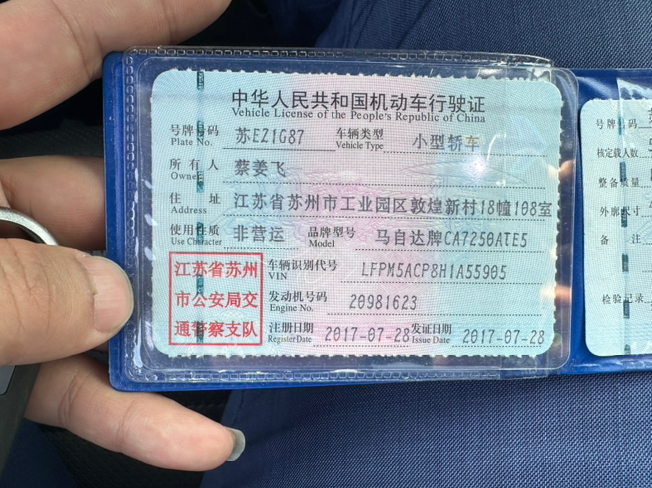 中华人民共和国机动车行驶证
Vehicle License of the People's Republic of China
号牌号码 苏EZ1G87 车辆类型 小型轿车
Plate No. Vehicle Type
所有人 蔡姜飞
Owner
住址 江苏省苏州市工业园区敦煌新村18幢108室
Address
使用性质 非营运 品牌型号 马自达牌CA7250ATE5
Use Character Model
江苏省苏州
市公安局交
通警察支队
车辆识别代号 LFPM5ACP8H1A55905
VIN
发动机号码 20981623
Engine No.
注册日期 2017-07-28 发证日期 2017-07-28
Register Date Issue Date
号牌号码
核定载人数
整备质量
外廓尺寸
备注
检验记录